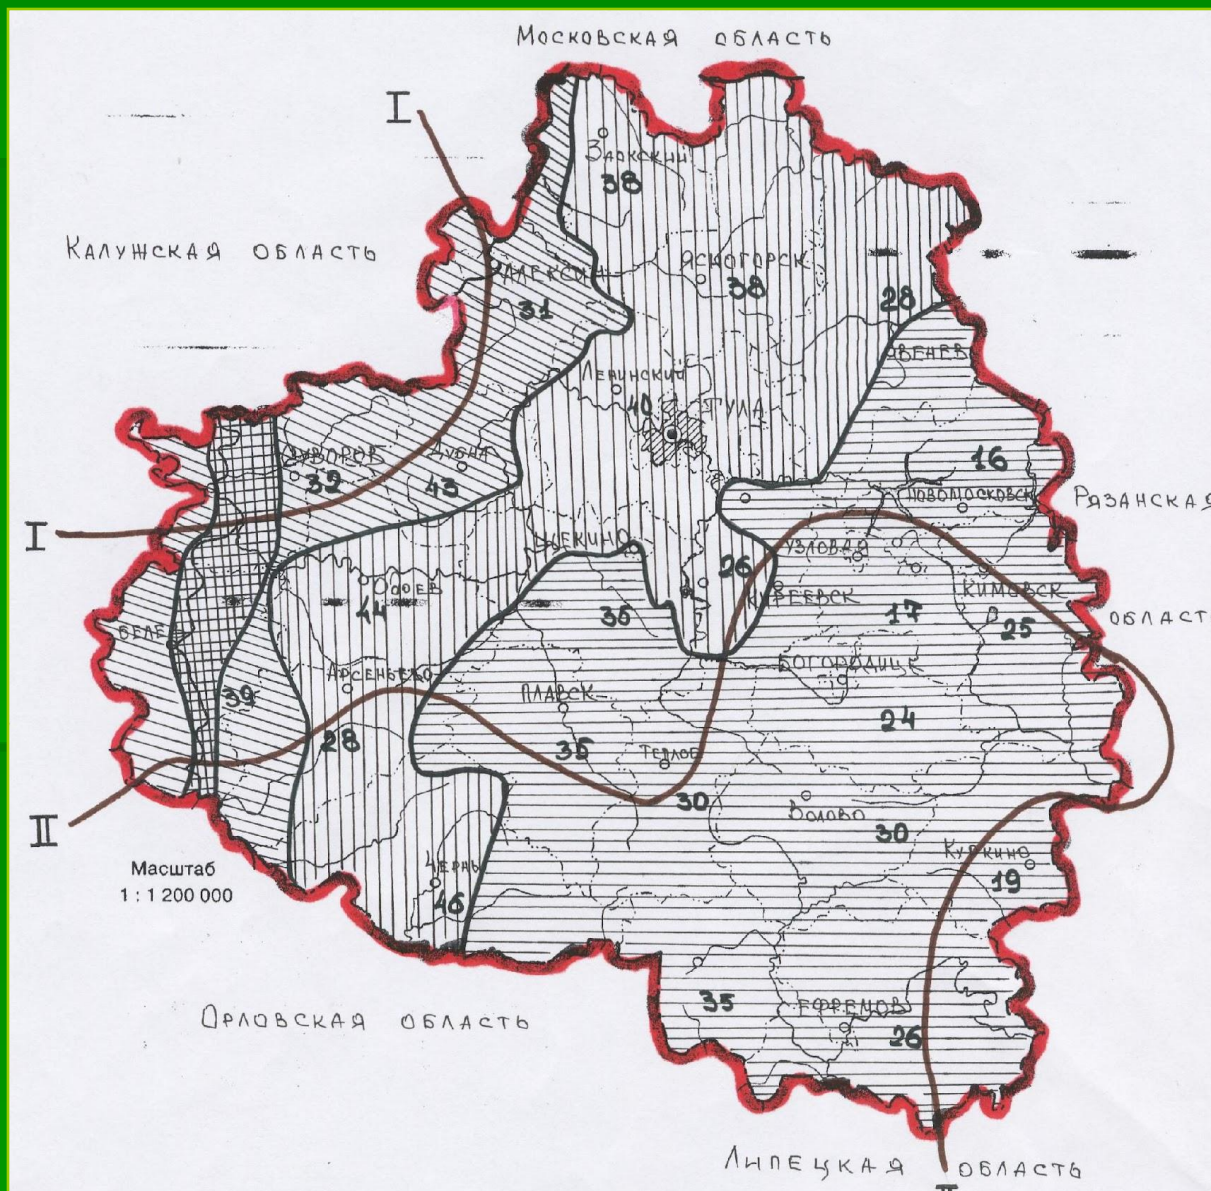 МОСКОВСКАЯ ОБЛАСТЬ
I
ЗАОКСКИЙ
38
КАЛУЖСКАЯ ОБЛАСТЬ
АЛЕКСИН
ЯСНОГОРСК
31
38
28
ВЕНЕВ
ЛЕНИНСКИЙ
40
ТУЛА
СУВОРОВ
ДУБНА
16
32
43
НОВОМОСКОВСК
РЯЗАНСКАЯ
I
ЩЕКИНО
УЗЛОВАЯ
26
ОДОЕВ
КИРЕЕВСК
КИМОВСК
44
35
17
ОБЛАСТЬ
БЕЛЕВ
25
БОГОРОДИЦК
АРСЕНЬЕВО
39
ПЛАВСК
24
28
35
ТЕПЛОЕ
30
ВОЛОВО
II
30
КУРКИНО
Масштаб
1 : 1 200 000
ЧЕРНЬ
19
46
35
ЕФРЕМОВ
ОРЛОВСКАЯ ОБЛАСТЬ
26
ЛИПЕЦКАЯ ОБЛАСТЬ
II